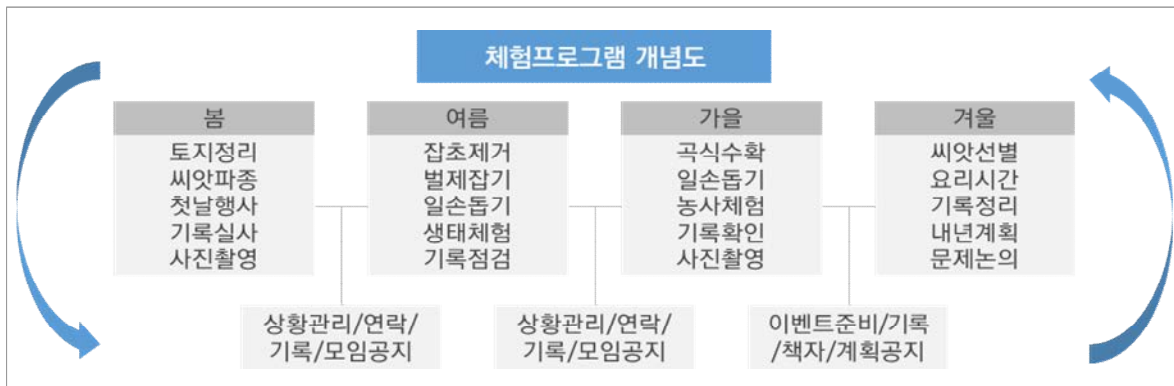 체험프로그램 개념도
봄
토지정리
씨앗파종
첫날행사
기록실사
사진촬영
여름
잡초제거
벌제잡기
일손돕기
생태체험
기록점검
가을
곡식수확
일손돕기
농사체험
기록확인
사진촬영
겨울
씨앗선별
요리시간
기록정리
내년계획
문제논의
상황관리/연락/
기록/모임공지
상황관리/연락/
기록/모임공지
이벤트준비/기록
/책자/계획공지